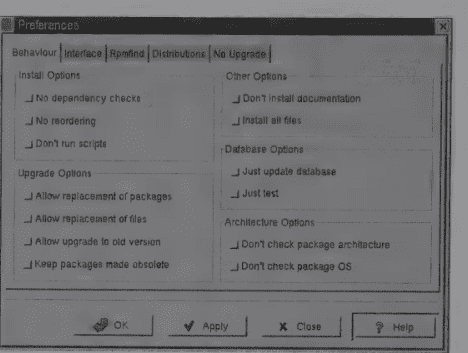 Preferences
Behaviour Interface Rpmfind Distributions No Upgrade
Install Options
No dependency checks
No reordering
Don't run scripts
Upgrade Options
Allow replacement of packages
Allow replacement of files
Allow upgrade to old version
Keep packages made obsolete
Other Options
Don't install documentation
Install all files
Database Options
Just update database
Just test
Architecture Options
Don't check package architecture
Don't check package OS
OK Apply Close Help